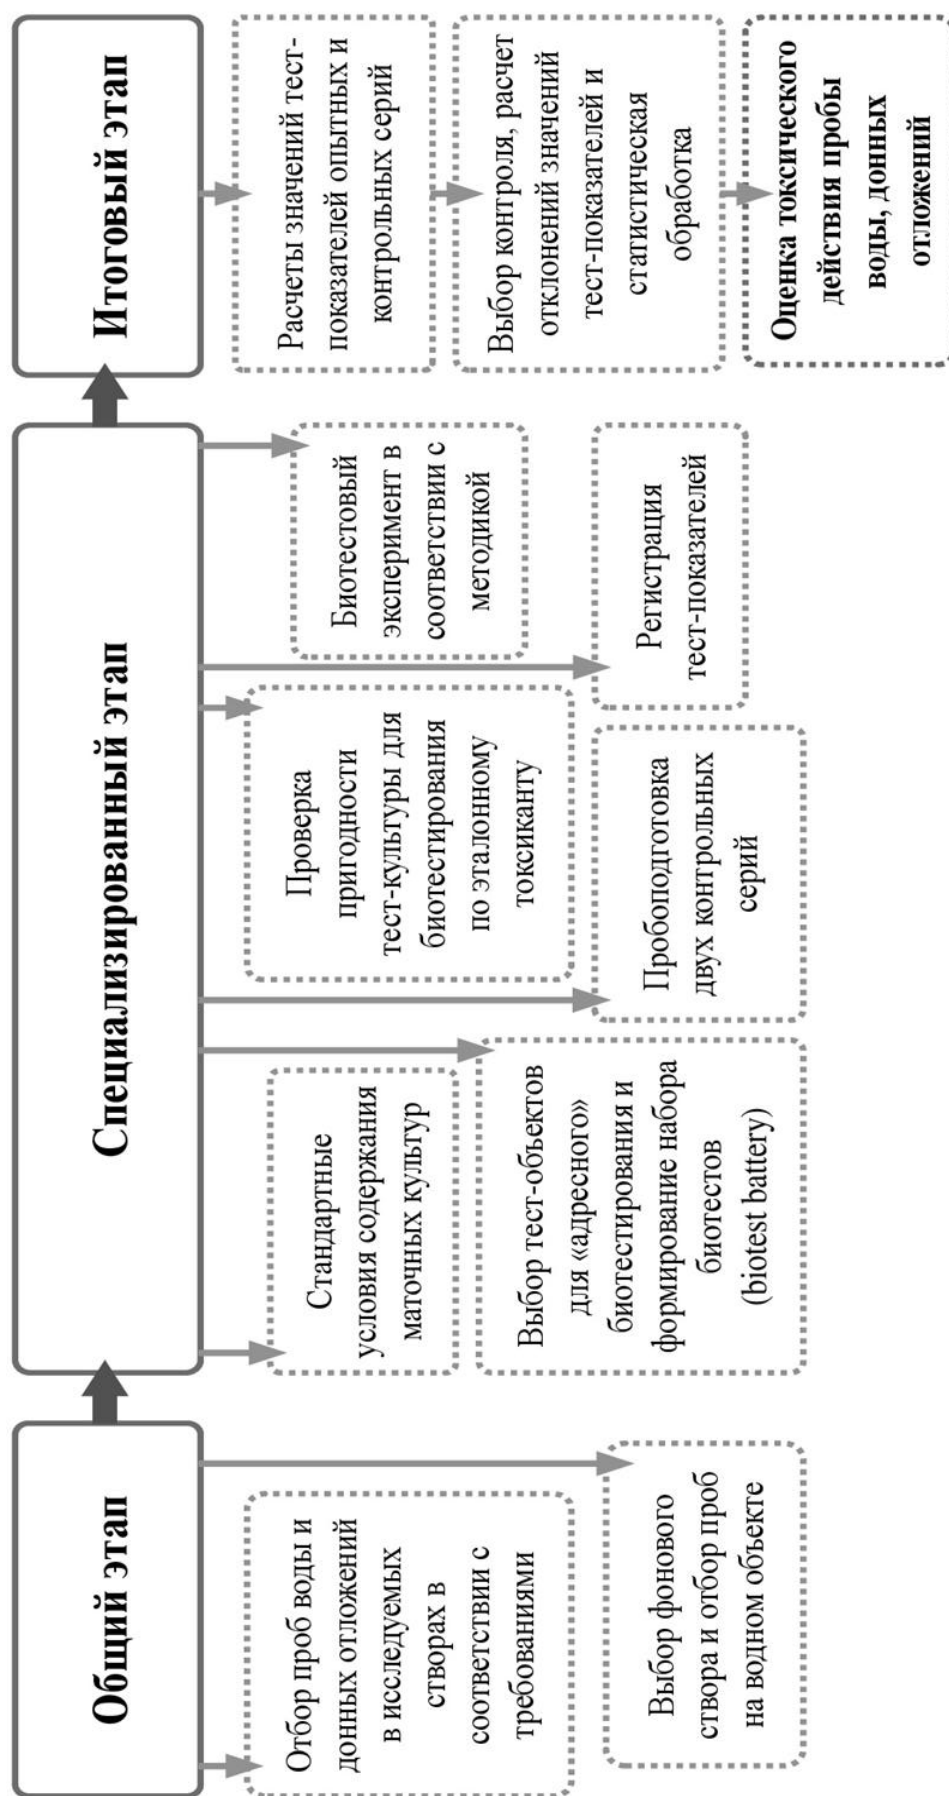 Общий этап
Отбор проб воды и
донных отложений
в исследуемых
створах в
соответствии с
требованиями
Выбор фонового
створа и отбор проб
на водном объекте
Специализированный этап
Стандартные
условия содержания
маточных культур
Выбор тест-объектов
для «адресного»
биотестирования и
формирование набора
биотестов
(biotest battery)
Проверка
пригодности
тест-культуры для
биотестирования
по эталонному
токсиканту
Пробоподготовка
двух контрольных
серий
Биотестовый
эксперимент в
соответствии с
методикой
Регистрация
тест-показателей
Итоговый этап
Расчеты значений тест-
показателей опытных и
контрольных серий
Выбор контроля, расчет
отклонений значений
тест-показателей и
статистическая
обработка
Оценка токсического
действия пробы
воды, донных
отложений